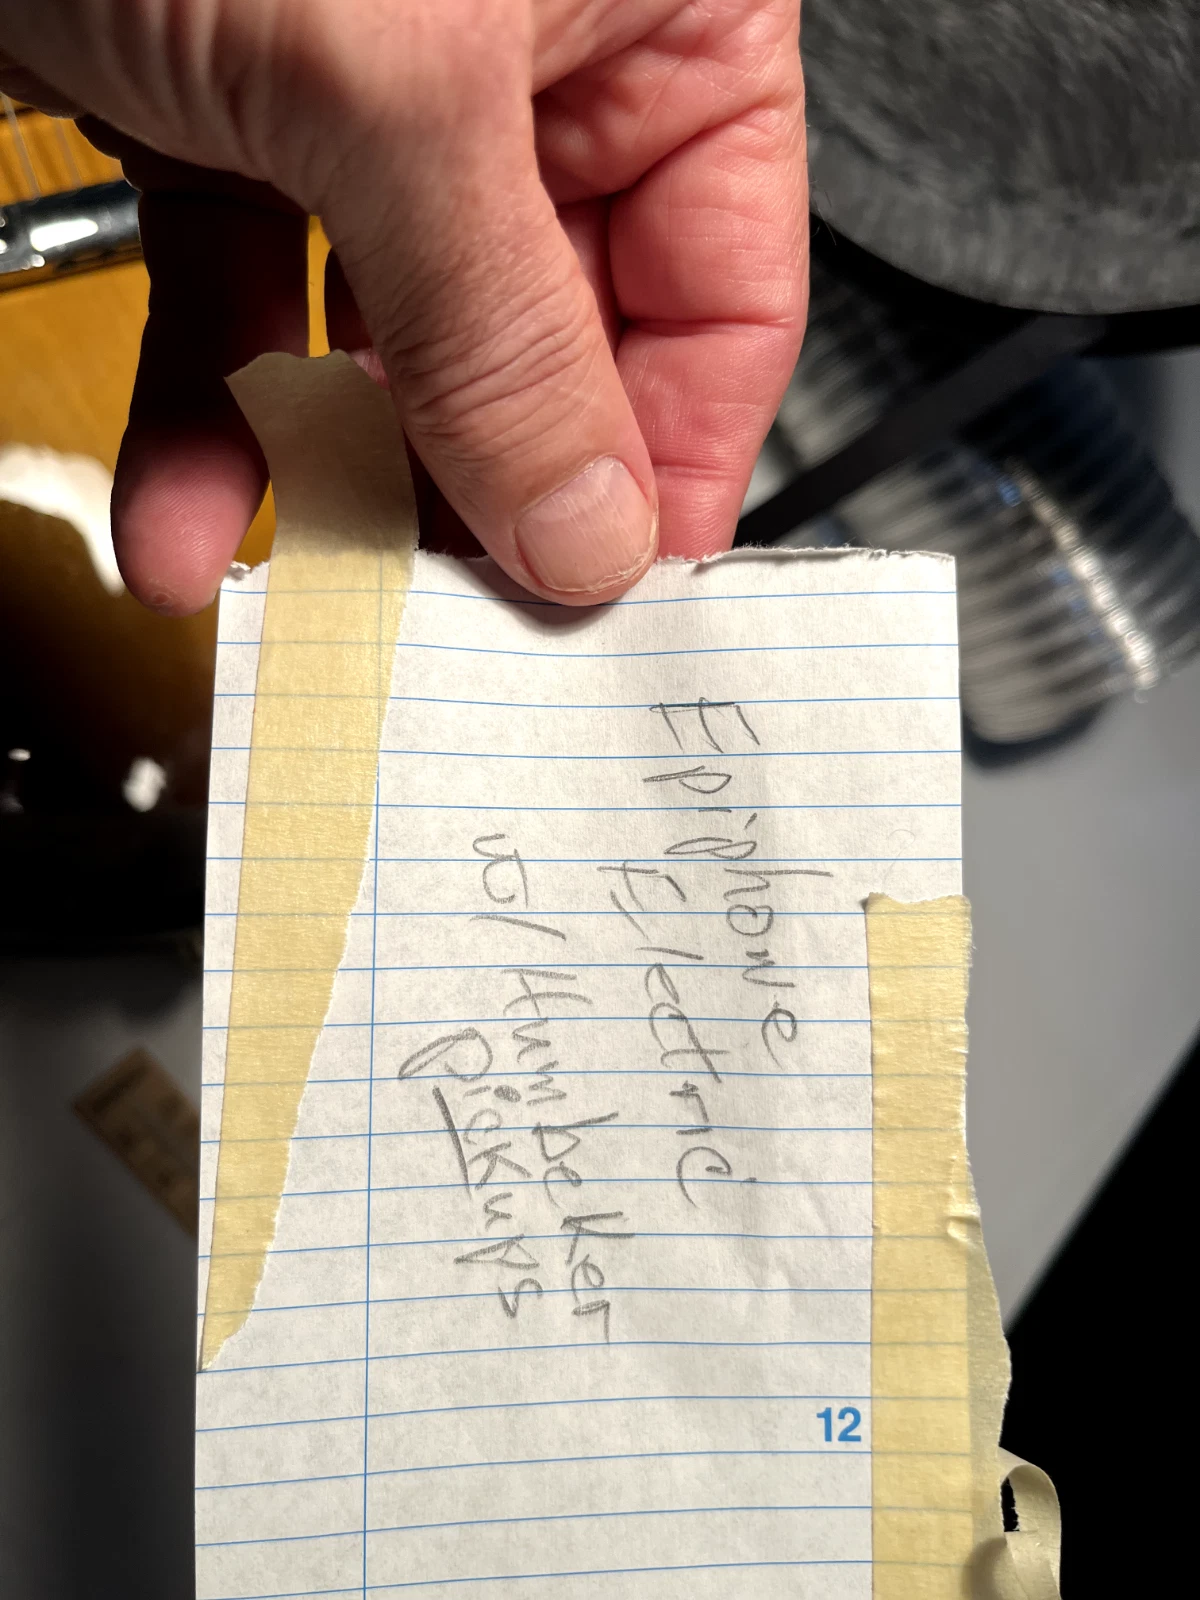 Epiphone
Electric
w/ Humbeker
Pickups
12